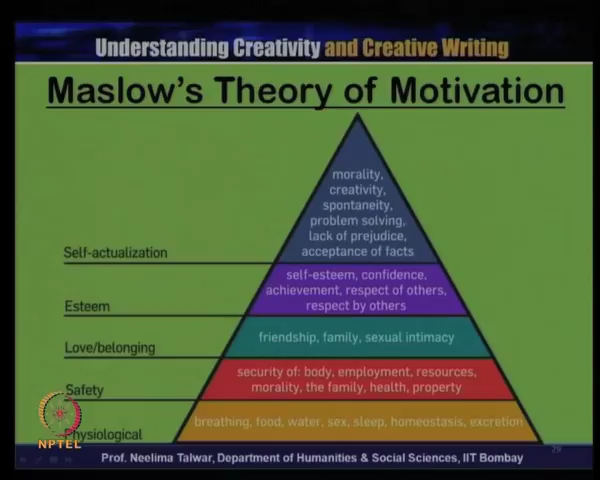 Understanding Creativity and Creative Writing
Maslow's Theory of Motivation
morality,
creativity,
spontaneity,
problem solving,
lack of prejudice,
acceptance of facts
Self-actualization
self-esteem, confidence,
achievement, respect of others,
respect by others
Esteem
friendship, family, sexual intimacy
Love/belonging
security of: body, employment, resources,
morality, the family, health, property
Safety
breathing, food, water, sex, sleep, homeostasis, excretion
Physiological
NPTEL
Prof. Neelima Talwar, Department of Humanities & Social Sciences, IIT Bombay
79